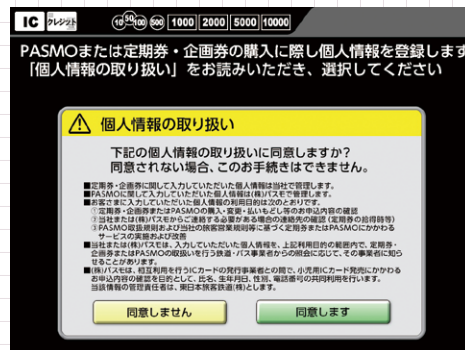 IC クレジット 10 50 100 500 1000 2000 5000 10000
PASMOまたは定期券・企画券の購入に際し個人情報を登録します
「個人情報の取り扱い」をお読みいただき、選択してください
個人情報の取り扱い
下記の個人情報の取り扱いに同意しますか?
同意されない場合、このお手続きはできません。
■定期券・企画券に関して入力していただいた個人情報は当社で管理します。
■PASMOに関して入力していただいた個人情報は(株)パスモで管理します。
■お客さまに入力していただいた個人情報の利用目的は次のとおりです。
①定期券・企画券またはPASMOの購入・変更・払いもどし等のお申込内容の確認
②当社または(株)パスモからご連絡する必要がある場合の連絡先の確認(定期券の拾得時等)
③PASMO取扱規則および当社の旅客営業規則等に基づく定期券またはPASMOにかかわる
サービスの実施および改善
■当社または(株)パスモは、入力していただいた個人情報を、上記利用目的の範囲内で、定期券・
企画券またはPASMOの取扱いを行う鉄道・バス事業者からの照会に応じて、その事業者に知ら
せることがあります。
■(株)パスモは、相互利用を行うICカードの発行事業者との間で、小児用ICカード発売にかかわる
お申込内容の確認を目的として、氏名、生年月日、性別、電話番号の共同利用を行います。
当該情報の管理責任者は、東日本旅客鉄道(株)とします。
同意しません 同意します